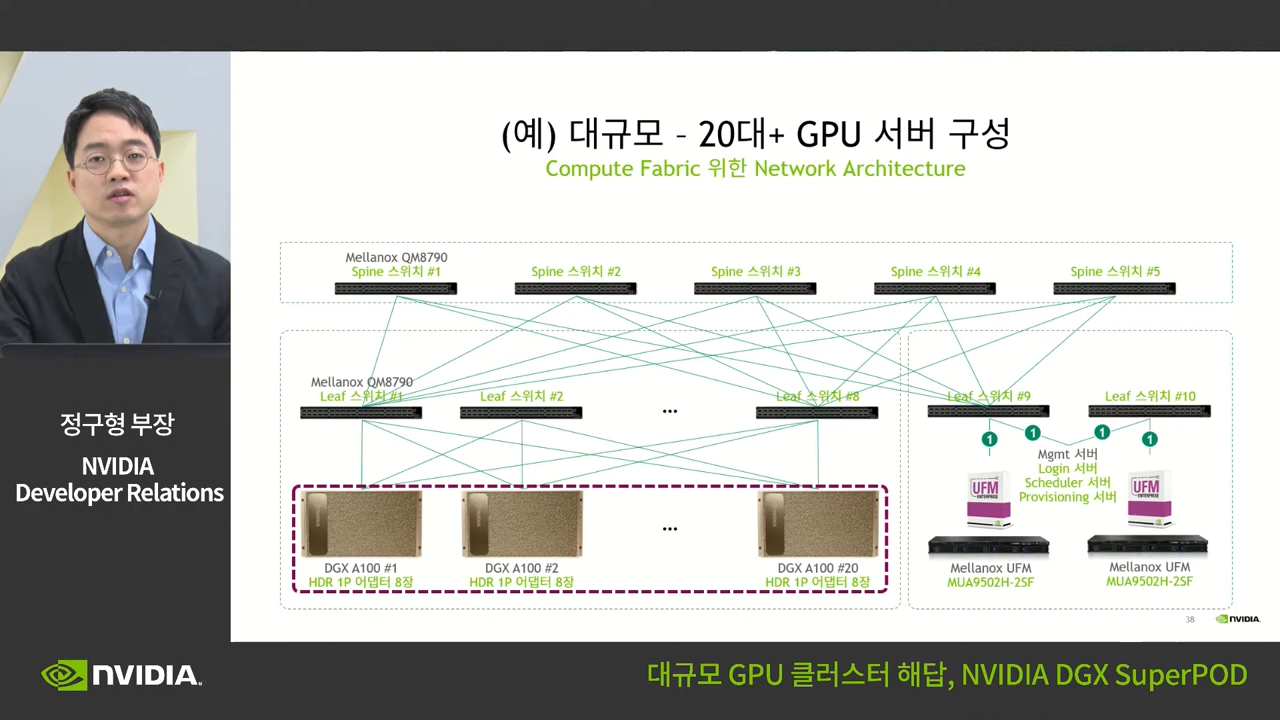 (예) 대규모 - 20대+ GPU 서버 구성
Compute Fabric 위한 Network Architecture
Mellanox QM8790
Spine 스위치 #1
Spine 스위치 #2
Spine 스위치 #3
Spine 스위치 #4
Spine 스위치 #5
Mellanox QM8790
Leaf 스위치 #1
Leaf 스위치 #2
...
Leaf 스위치 #8
Leaf 스위치 #9
Leaf 스위치 #10
1
1
1
1
Mgmt 서버
Login 서버
Scheduler 서버
Provisioning 서버
UFM
ENTERPRISE
UFM
ENTERPRISE
...
DGX A100 #1
HDR 1P 어댑터 8장
DGX A100 #2
HDR 1P 어댑터 8장
DGX A100 #20
HDR 1P 어댑터 8장
Mellanox UFM
MUA9502H-2SF
Mellanox UFM
MUA9502H-2SF
38
NVIDIA.
정구형 부장
NVIDIA
Developer Relations
NVIDIA.
대규모 GPU 클러스터 해답, NVIDIA DGX SuperPOD